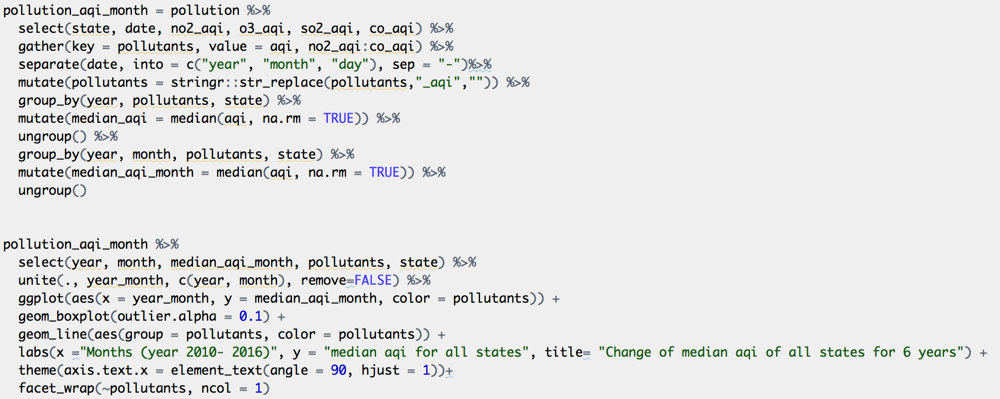 pollution_aqi_month = pollution %>%
  select(state, date, no2_aqi, o3_aqi, so2_aqi, co_aqi) %>%
  gather(key = pollutants, value = aqi, no2_aqi:co_aqi) %>%
  separate(date, into = c("year", "month", "day"), sep = "-")%>%
  mutate(pollutants = stringr::str_replace(pollutants,"_aqi","")) %>%
  group_by(year, pollutants, state) %>%
  mutate(median_aqi = median(aqi, na.rm = TRUE)) %>%
  ungroup() %>%
  group_by(year, month, pollutants, state) %>%
  mutate(median_aqi_month = median(aqi, na.rm = TRUE)) %>%
  ungroup()
pollution_aqi_month %>%
  select(year, month, median_aqi_month, pollutants, state) %>%
  unite(., year_month, c(year, month), remove=FALSE) %>%
  ggplot(aes(x = year_month, y = median_aqi_month, color = pollutants)) +
  geom_boxplot(outlier.alpha = 0.1) +
  geom_line(aes(group = pollutants, color = pollutants)) +
  labs(x ="Months (year 2010- 2016)", y = "median aqi for all states", title= "Change of median aqi of all states for 6 years") +
  theme(axis.text.x = element_text(angle = 90, hjust = 1))+
  facet_wrap(~pollutants, ncol = 1)